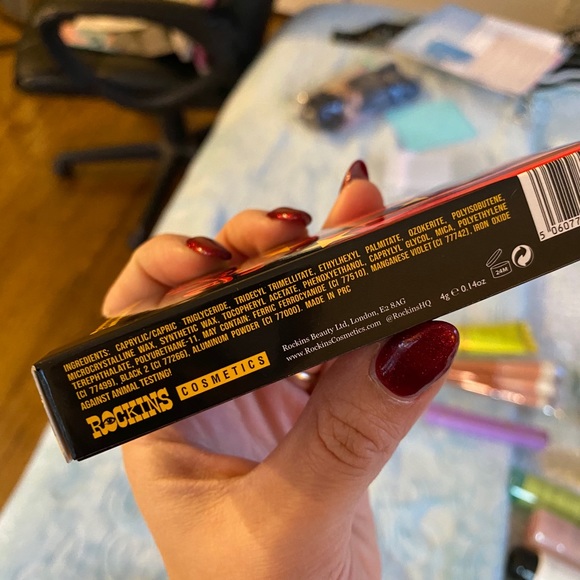 INGREDIENTS: CAPRYLIC/CAPRIC TRIGLYCERIDE, TRIDECYL TRIMELLITATE, ETHYLHEXYL PALMITATE, OZOKERITE, POLYISOBUTENE,
MICROCRYSTALLINE WAX, SYNTHETIC WAX, TOCOPHERYL ACETATE, PHENOXYETHANOL, CAPRYLYL GLYCOL, MICA, POLYETHYLENE
TEREPHTHALATE, POLYURETHANE-11. MAY CONTAIN: FERRIC FERROCYANIDE (CI 77510), MANGANESE VIOLET (CI 77742), IRON OXIDE
(CI 77499), BLACK 2 (CI 77266), ALUMINUM POWDER (CI 77000). MADE IN PRC
AGAINST ANIMAL TESTING!
ROCKINS COSMETICS
Rockins Beauty Ltd, London, E2 8AG
www.RockinsCosmetics.com @RockinsHQ
4g ℮ 0.14oz
24M
5 06077